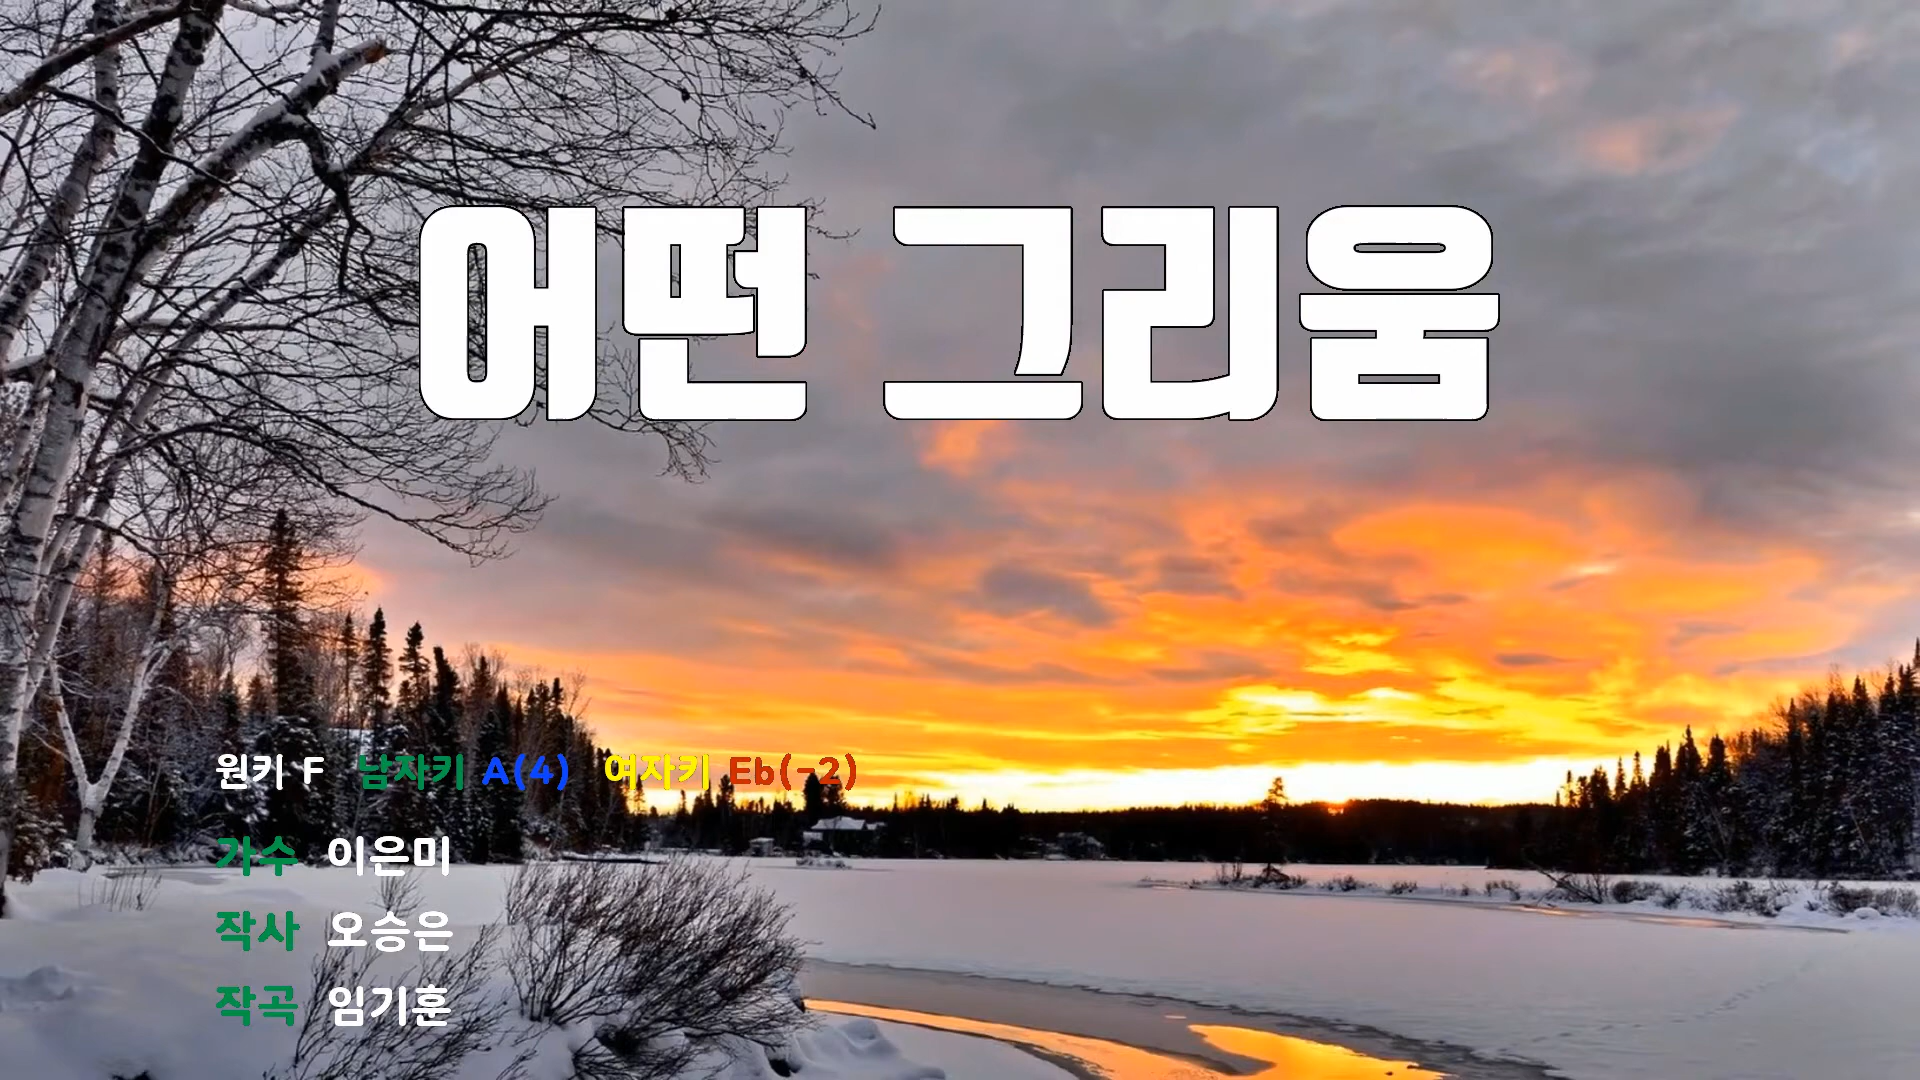 어떤 그리움
원키 F 남자키 A(4) 여자키 Eb(-2)
가수 이은미
작사 오승은
작곡 임기훈